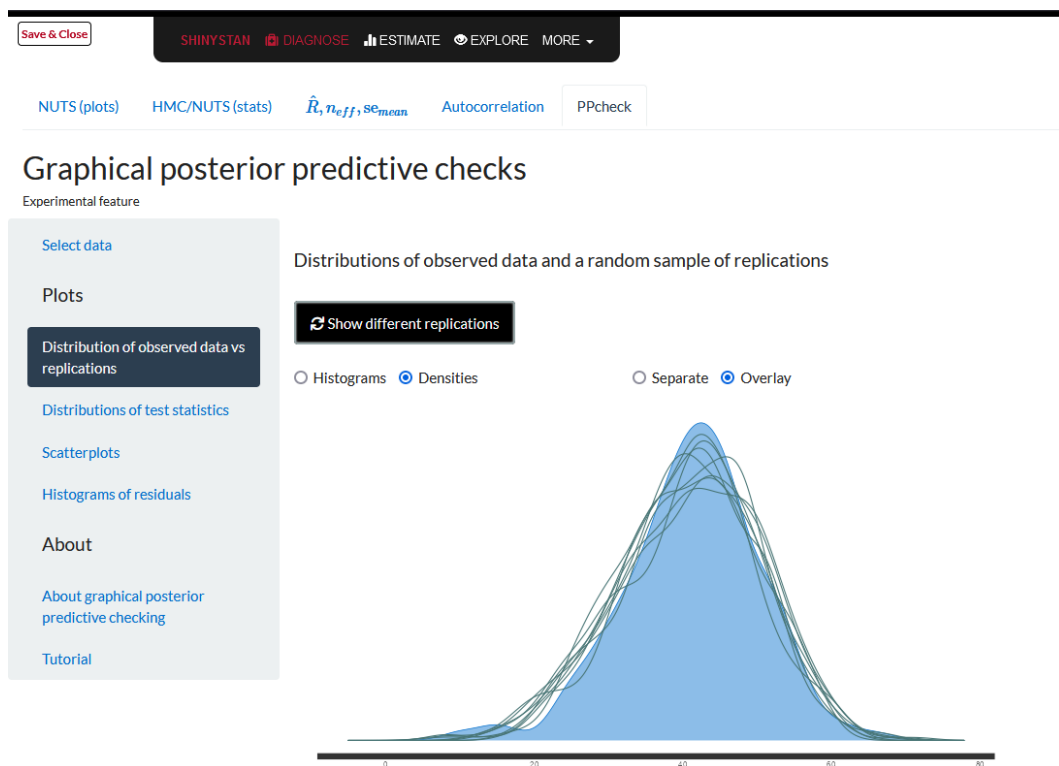 Save & Close
SHINYSTAN DIAGNOSE ESTIMATE EXPLORE MORE
NUTS (plots) HMC/NUTS (stats) R̂, n_eff, se_mean Autocorrelation PPcheck
Graphical posterior predictive checks
Experimental feature
Select data
Distributions of observed data and a random sample of replications
Plots
Show different replications
Distribution of observed data vs
replications
Histograms Densities Separate Overlay
Distributions of test statistics
Scatterplots
Histograms of residuals
About
About graphical posterior
predictive checking
Tutorial
0 20 40 60 80